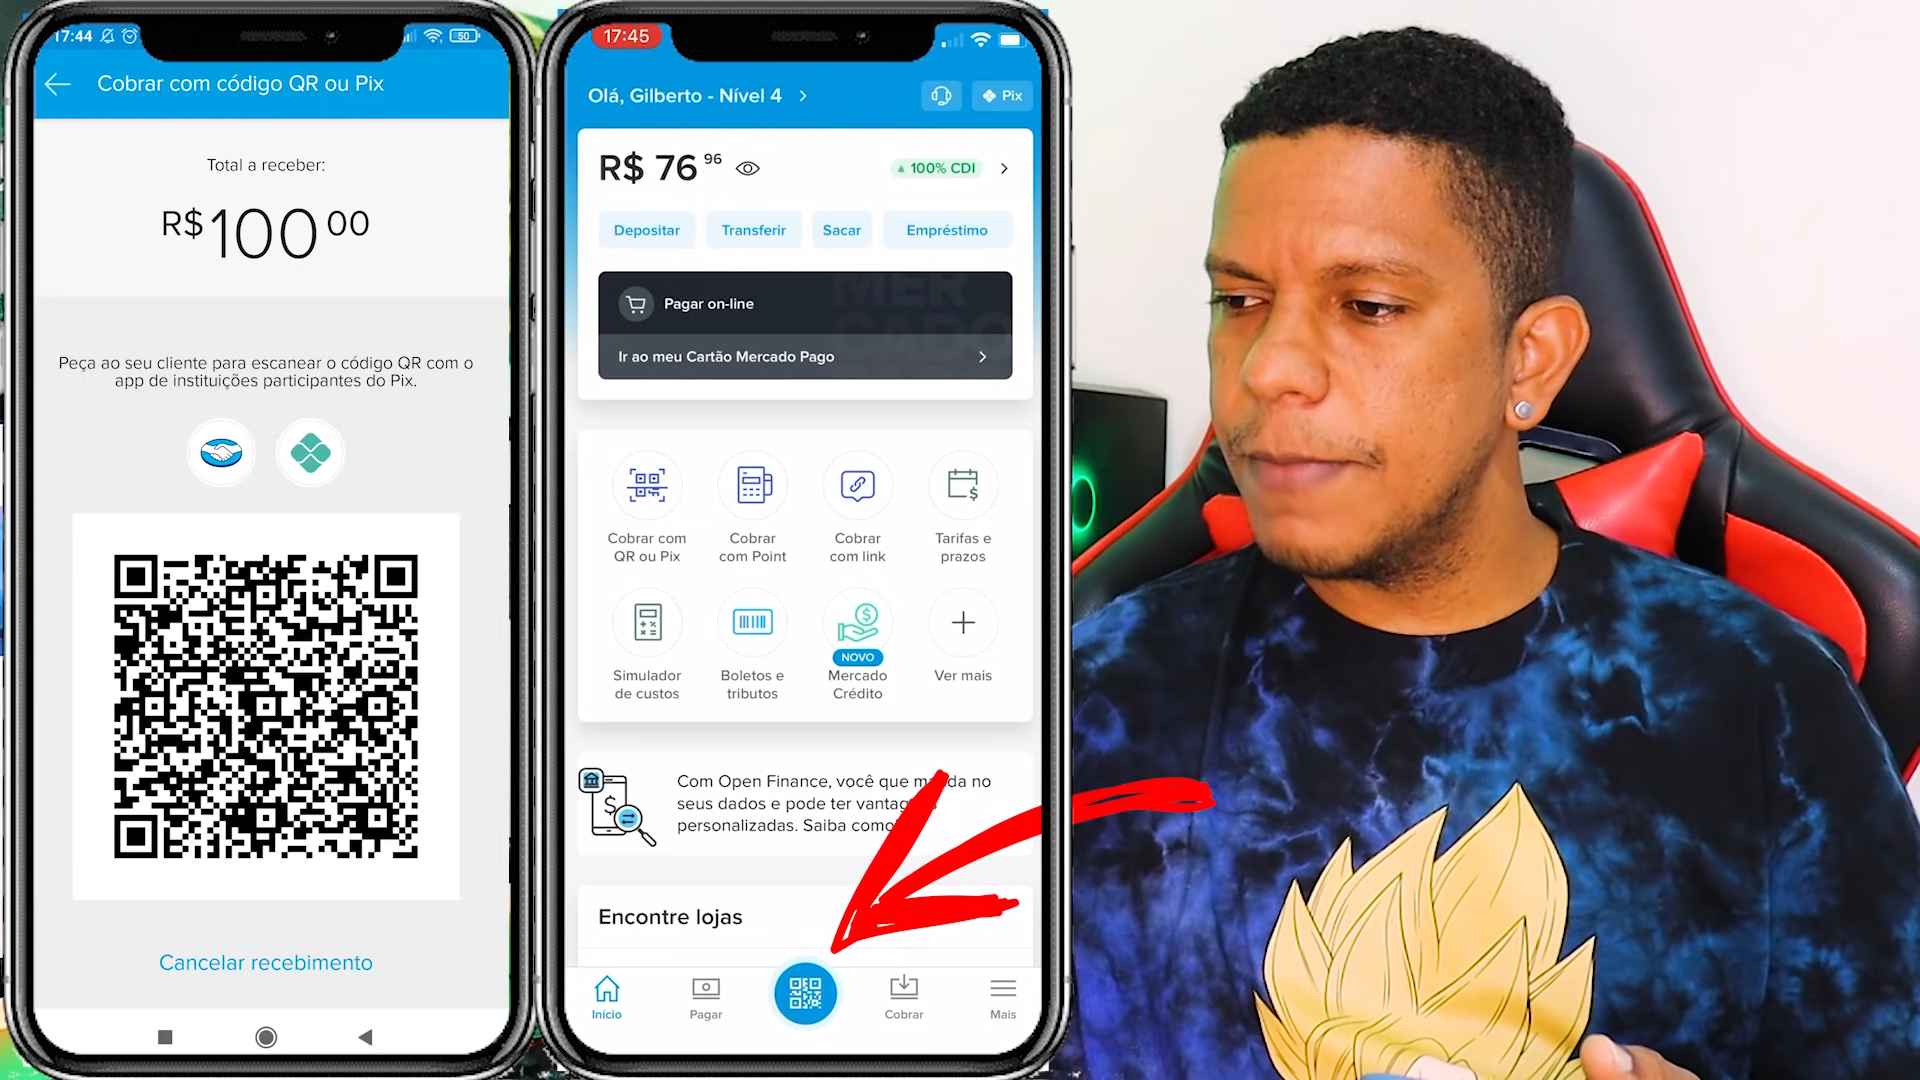 17:44
50
Cobrar com código QR ou Pix
Total a receber:
R$ 100 00
Peça ao seu cliente para escanear o código QR com o
app de instituições participantes do Pix.
Cancelar recebimento
17:45
Olá, Gilberto - Nível 4
Pix
R$ 76 96
100% CDI
Depositar
Transferir
Sacar
Empréstimo
MER
CADO
Pagar on-line
Ir ao meu Cartão Mercado Pago
Cobrar com
QR ou Pix
Cobrar
com Point
Cobrar
com link
Tarifas e
prazos
Simulador
de custos
Boletos e
tributos
NOVO
Mercado
Crédito
Ver mais
Com Open Finance, você que manda no
seus dados e pode ter
personalizadas. Saiba como
Encontre lojas
Início
Pagar
Cobrar
Mais